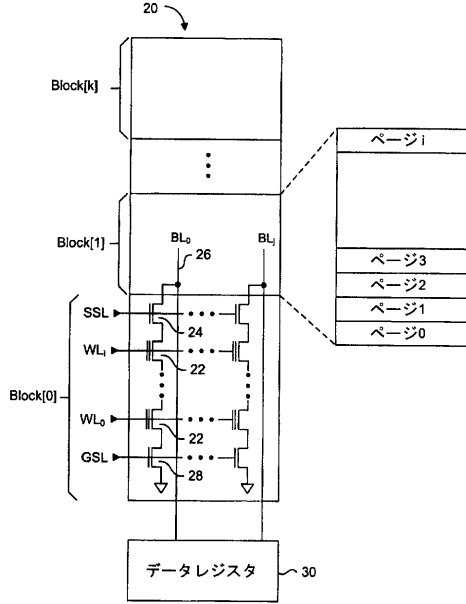 20
Block[k]
ページ i
Block[1]
BL₀
BLⱼ
26
ページ3
ページ2
ページ1
ページ0
SSL
24
WLᵢ
22
Block[0]
WL₀
22
GSL
28
データレジスタ
30